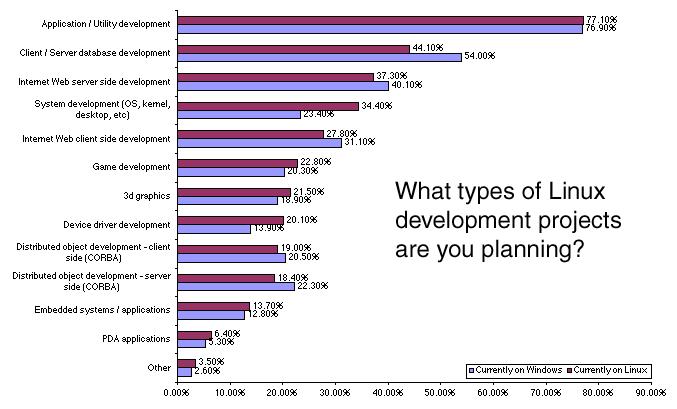 Application / Utility development
77.10%
76.90%
Client / Server database development
44.10%
54.00%
Internet Web server side development
37.30%
40.10%
System development (OS, kernel,
desktop, etc)
34.40%
23.40%
Internet Web client side development
27.80%
31.10%
Game development
22.80%
20.30%
3d graphics
21.50%
18.90%
Device driver development
20.10%
13.90%
Distributed object development - client
side (CORBA)
19.00%
20.50%
Distributed object development - server
side (CORBA)
18.40%
22.30%
Embedded systems / applications
13.70%
12.80%
PDA applications
6.40%
5.30%
Other
3.50%
2.60%
What types of Linux
development projects
are you planning?
Currently on Windows Currently on Linux
0.00% 10.00% 20.00% 30.00% 40.00% 50.00% 60.00% 70.00% 80.00% 90.00%